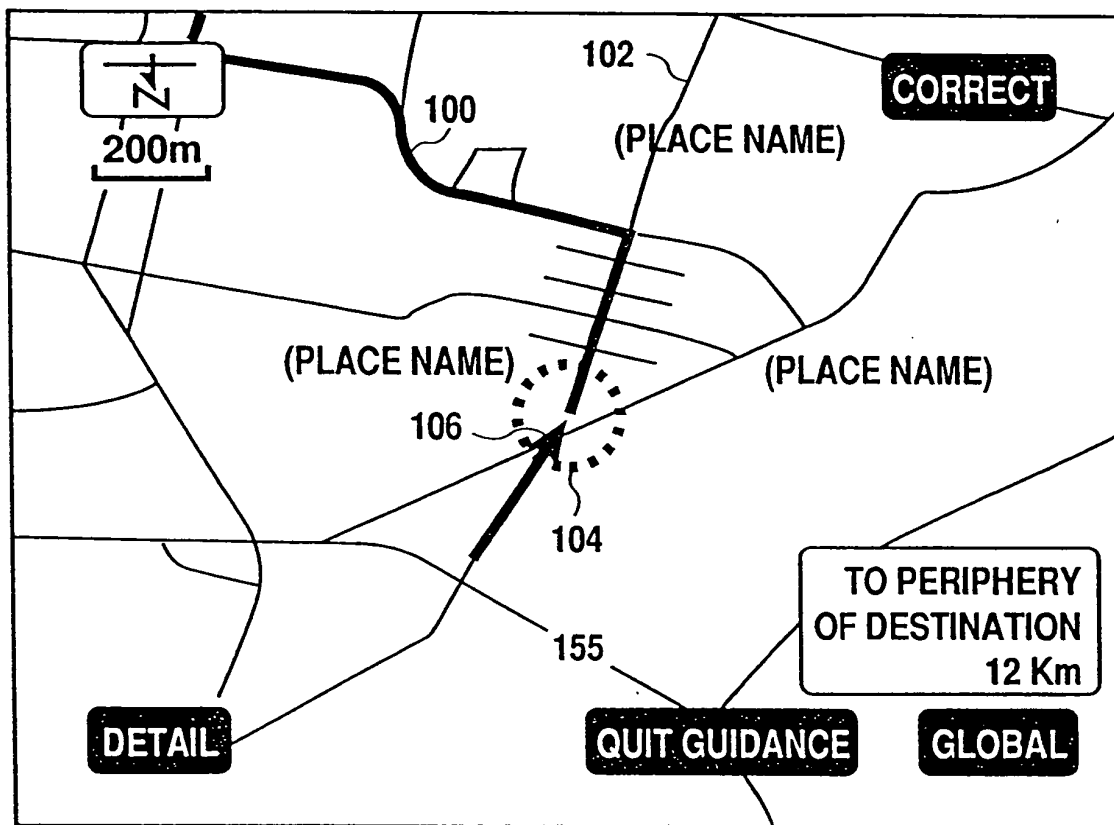 102
CORRECT
N
100
200m
(PLACE NAME)
(PLACE NAME)
(PLACE NAME)
106
104
TO PERIPHERY
OF DESTINATION
12 Km
155
DETAIL
QUIT GUIDANCE
GLOBAL